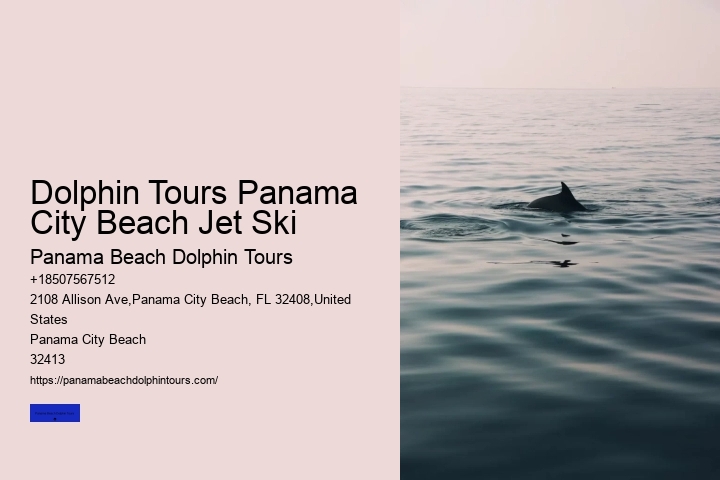 Dolphin Tours Panama
City Beach Jet Ski
Panama Beach Dolphin Tours
+18507567512
2108 Allison Ave,Panama City Beach, FL 32408,United
States
Panama City Beach
32413
https://panamabeachdolphintours.com/